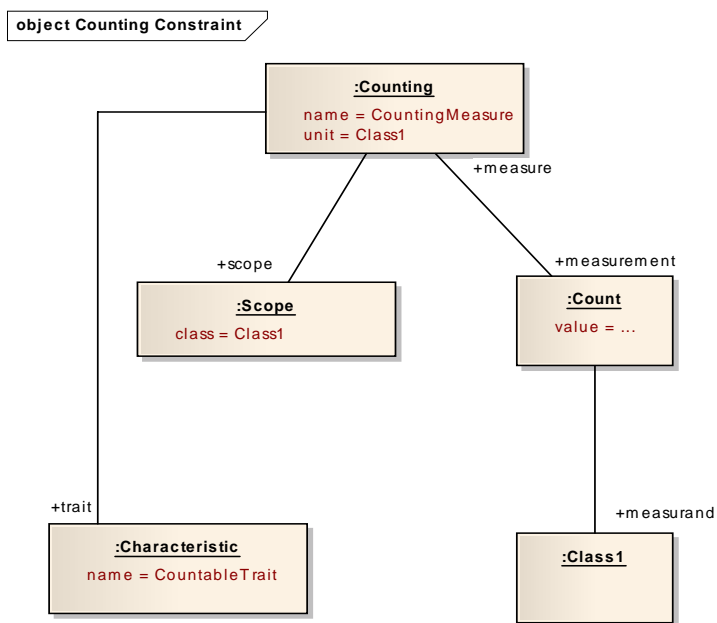 object Counting Constraint
:Counting
name = CountingMeasure
unit = Class1
+measure
+scope
+measurement
:Scope
class = Class1
:Count
value = ...
+trait
+measurand
:Characteristic
name = CountableTrait
:Class1